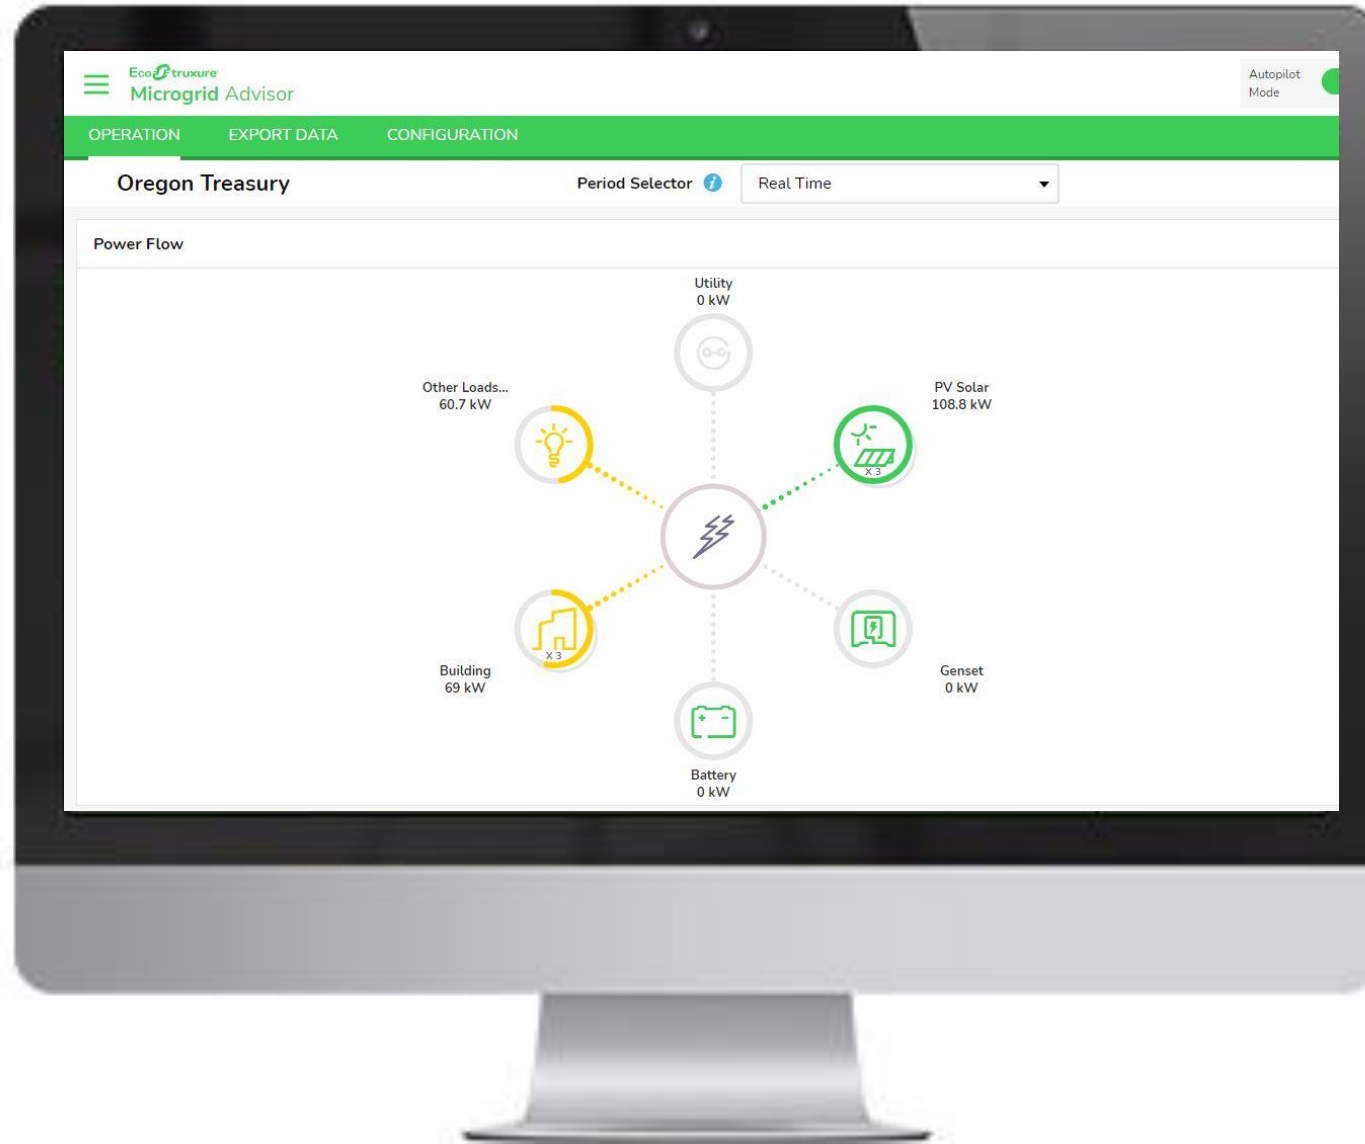 EcoStruxure
Microgrid Advisor
Autopilot
Mode
OPERATION EXPORT DATA CONFIGURATION
Oregon Treasury Period Selector i Real Time
Power Flow
Utility
0 kW
Other Loads...
60.7 kW
PV Solar
108.8 kW
X 3
X 3
Building
69 kW
Genset
0 kW
Battery
0 kW